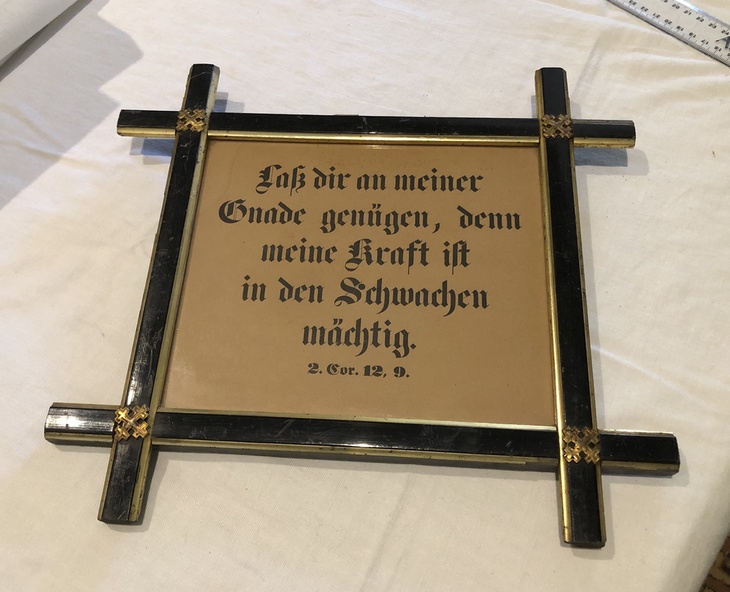 Laß dir an meiner
Gnade genügen, denn
meine Kraft ist
in den Schwachen
mächtig.
2. Cor. 12, 9.